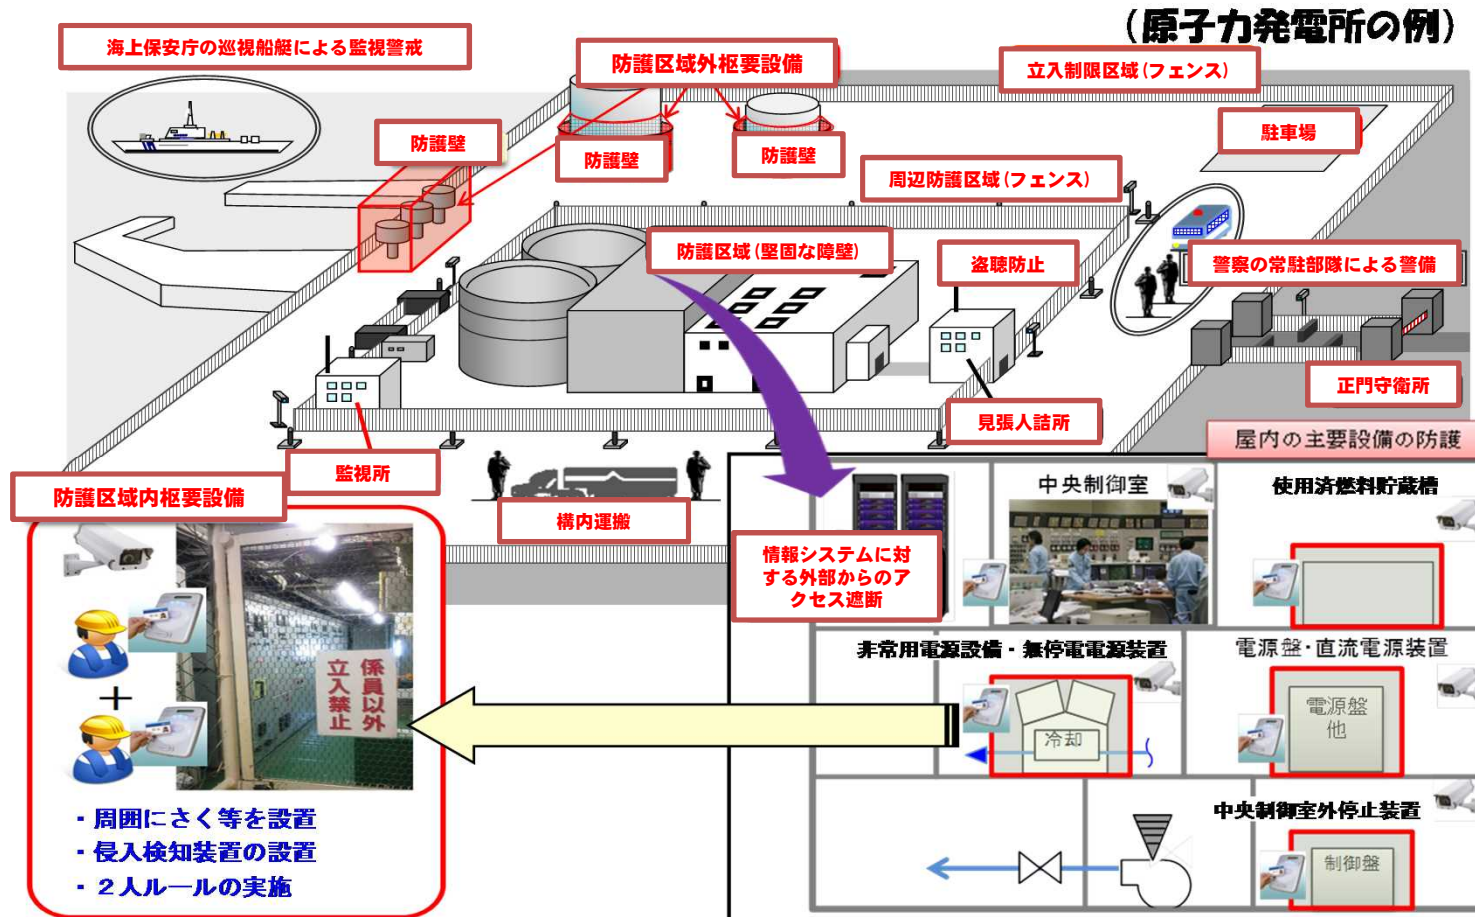 (原子力発電所の例)
海上保安庁の巡視船艇による監視警戒
防護区域外枢要設備
立入制限区域(フェンス)
防護壁
防護壁
防護壁
駐車場
周辺防護区域(フェンス)
防護区域(堅固な障壁)
盗聴防止
警察の常駐部隊による警備
正門守衛所
見張人詰所
監視所
構内運搬
屋内の主要設備の防護
防護区域内枢要設備
係員以外
立入禁止
+
・周囲にさく等を設置
・侵入検知装置の設置
・2人ルールの実施
情報システムに対
する外部からのア
クセス遮断
中央制御室
使用済燃料貯蔵槽
非常用電源設備・無停電電源装置
冷却
電源盤・直流電源装置
電源盤
他
中央制御室外停止装置
制御盤